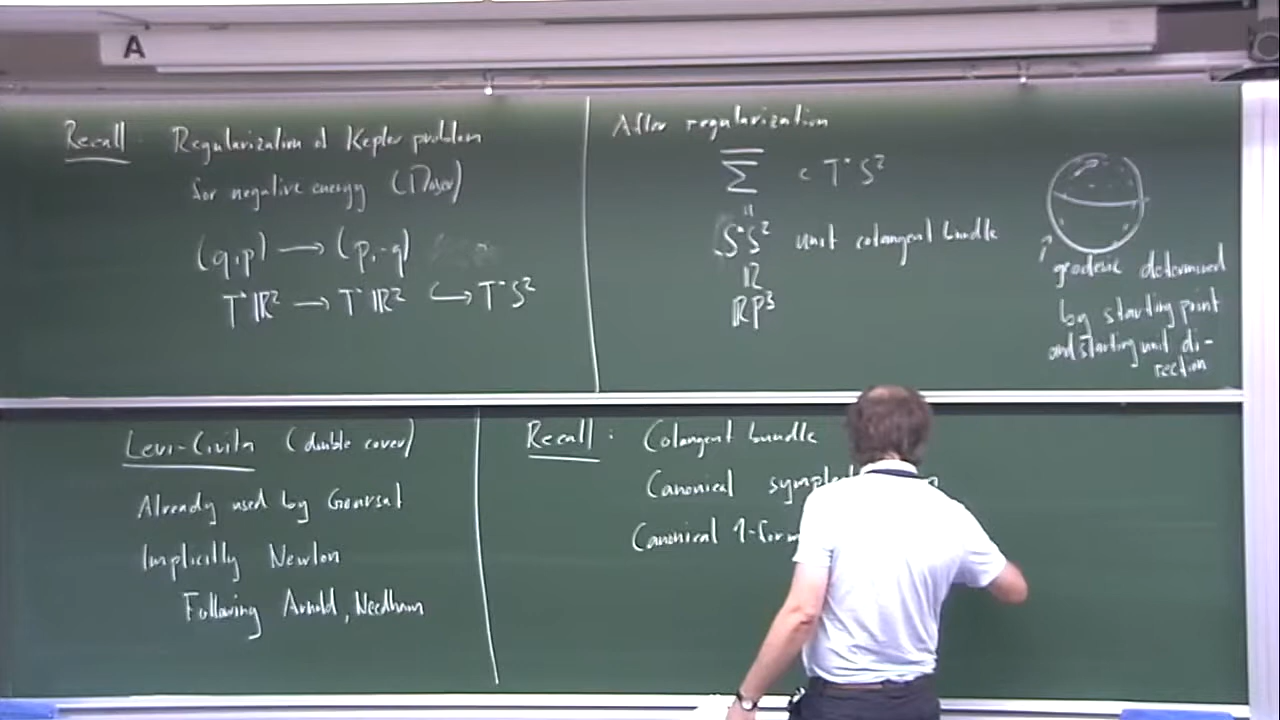 A
Recall: Regularization of Kepler problem
for negative energy (Moser)
(q,p) → (p,-q)
T*ℝ² → T*ℝ² ↪ T*S²
After regularization
Σ̅ ⊂ T*S²
=
S*S² unit cotangent bundle
≅
ℝP³
geodesic determined
by starting point
and starting unit di-
rection
Levi-Civita (double cover)
Already used by Goursat
Implicitly Newton
Following Arnold, Needham
Recall: Cotangent bundle
Canonical
Canonical 1-form